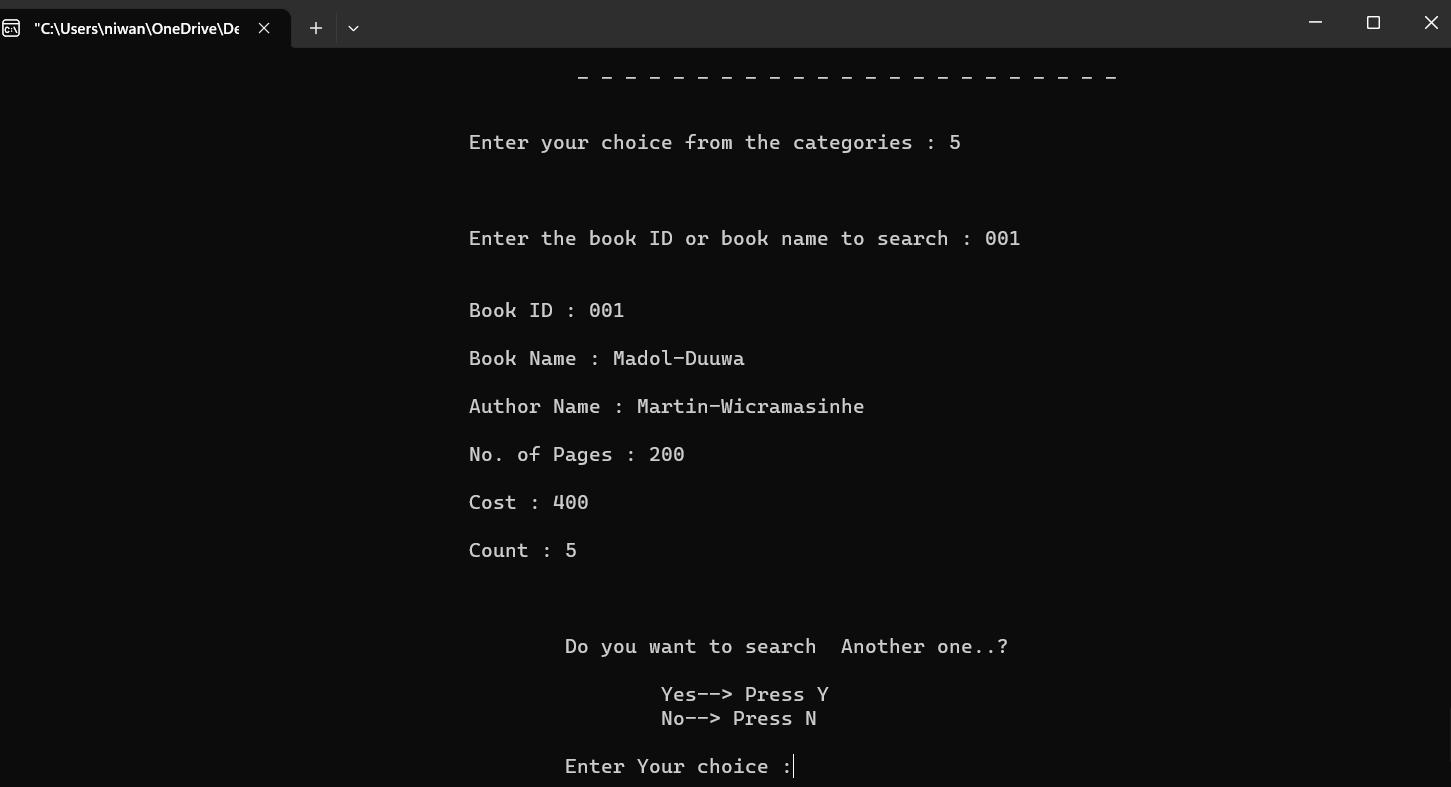 "C:\Users\niwan\OneDrive\De
- - - - - - - - - - - - - - - - - - - - - - -
Enter your choice from the categories : 5
Enter the book ID or book name to search : 001
Book ID : 001
Book Name : Madol-Duuwa
Author Name : Martin-Wicramasinhe
No. of Pages : 200
Cost : 400
Count : 5
Do you want to search  Another one..?
Yes--> Press Y
No--> Press N
Enter Your choice :